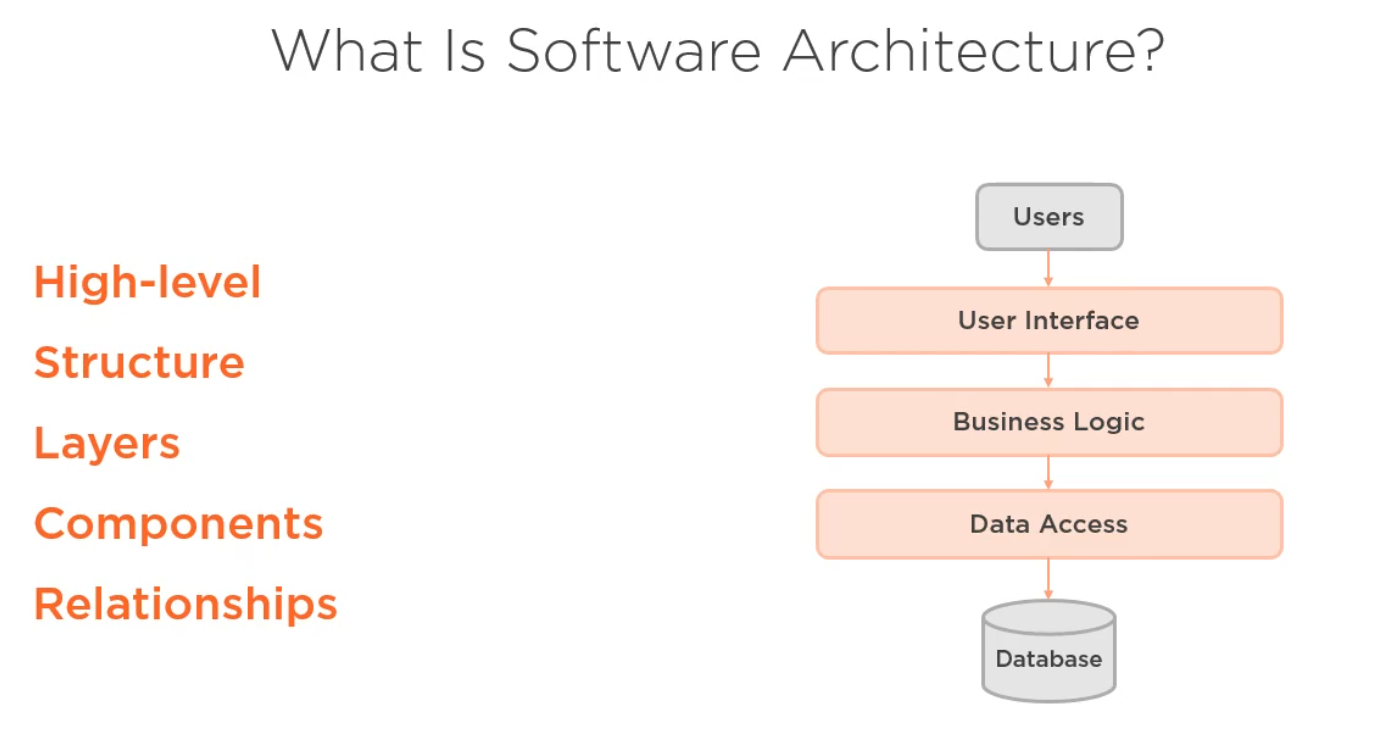 What Is Software Architecture?
High-level
Structure
Layers
Components
Relationships
Users
User Interface
Business Logic
Data Access
Database